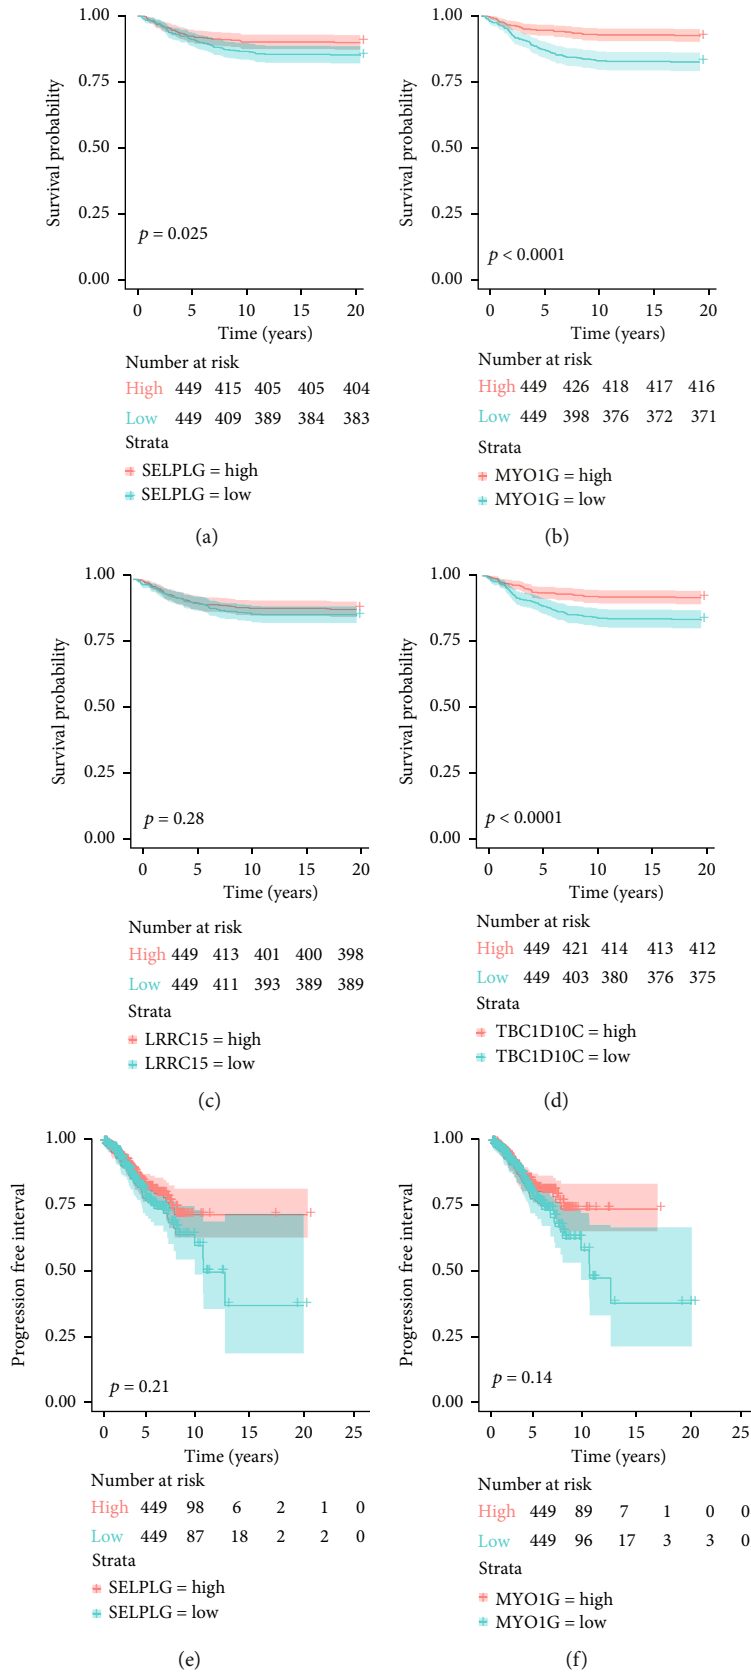 1.00
0.75
0.50
0.25
0.00
Survival probability
p = 0.025
0 5 10 15 20
Time (years)
Number at risk
High 449 415 405 405 404
Low 449 409 389 384 383
Strata
SELPLG = high
SELPLG = low
(a)
1.00
0.75
0.50
0.25
0.00
Survival probability
p < 0.0001
0 5 10 15 20
Time (years)
Number at risk
High 449 426 418 417 416
Low 449 398 376 372 371
Strata
MYO1G = high
MYO1G = low
(b)
1.00
0.75
0.50
0.25
0.00
Survival probability
p = 0.28
0 5 10 15 20
Time (years)
Number at risk
High 449 413 401 400 398
Low 449 411 393 389 389
Strata
LRRC15 = high
LRRC15 = low
(c)
1.00
0.75
0.50
0.25
0.00
Survival probability
p < 0.0001
0 5 10 15 20
Time (years)
Number at risk
High 449 421 414 413 412
Low 449 403 380 376 375
Strata
TBC1D10C = high
TBC1D10C = low
(d)
1.00
0.75
0.50
0.25
0.00
Progression free interval
p = 0.21
0 5 10 15 20 25
Time (years)
Number at risk
High 449 98 6 2 1 0
Low 449 87 18 2 2 0
Strata
SELPLG = high
SELPLG = low
(e)
1.00
0.75
0.50
0.25
0.00
Progression free interval
p = 0.14
0 5 10 15 20 25
Time (years)
Number at risk
High 449 89 7 1 0 0
Low 449 96 17 3 3 0
Strata
MYO1G = high
MYO1G = low
(f)